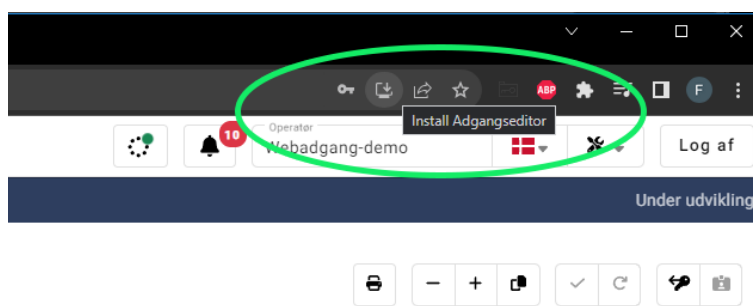 ABP
F
Install Adgangseditor
10
Operatør
Webadgang-demo
Log af
Under udvikling